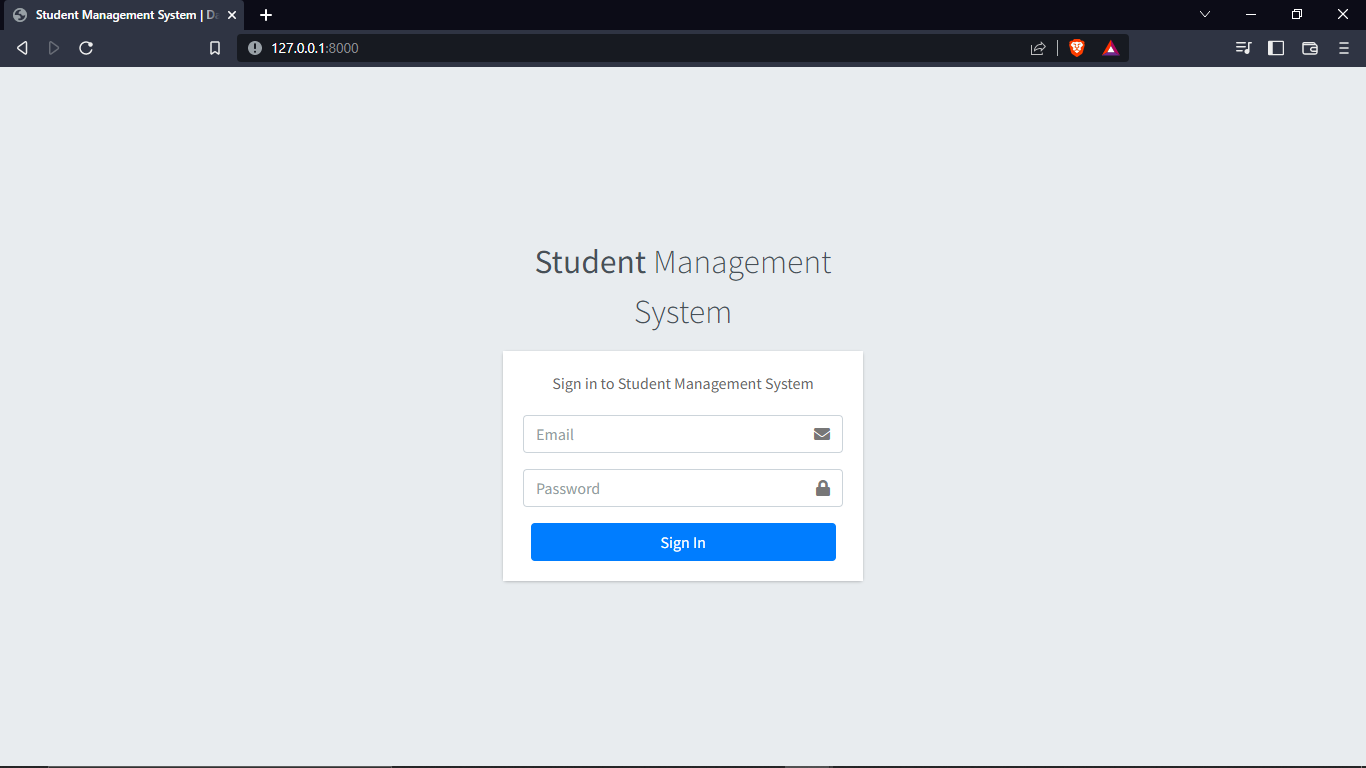 Student Management System | Da
127.0.0.1:8000
Student Management
System
Sign in to Student Management System
Email
Password
Sign In